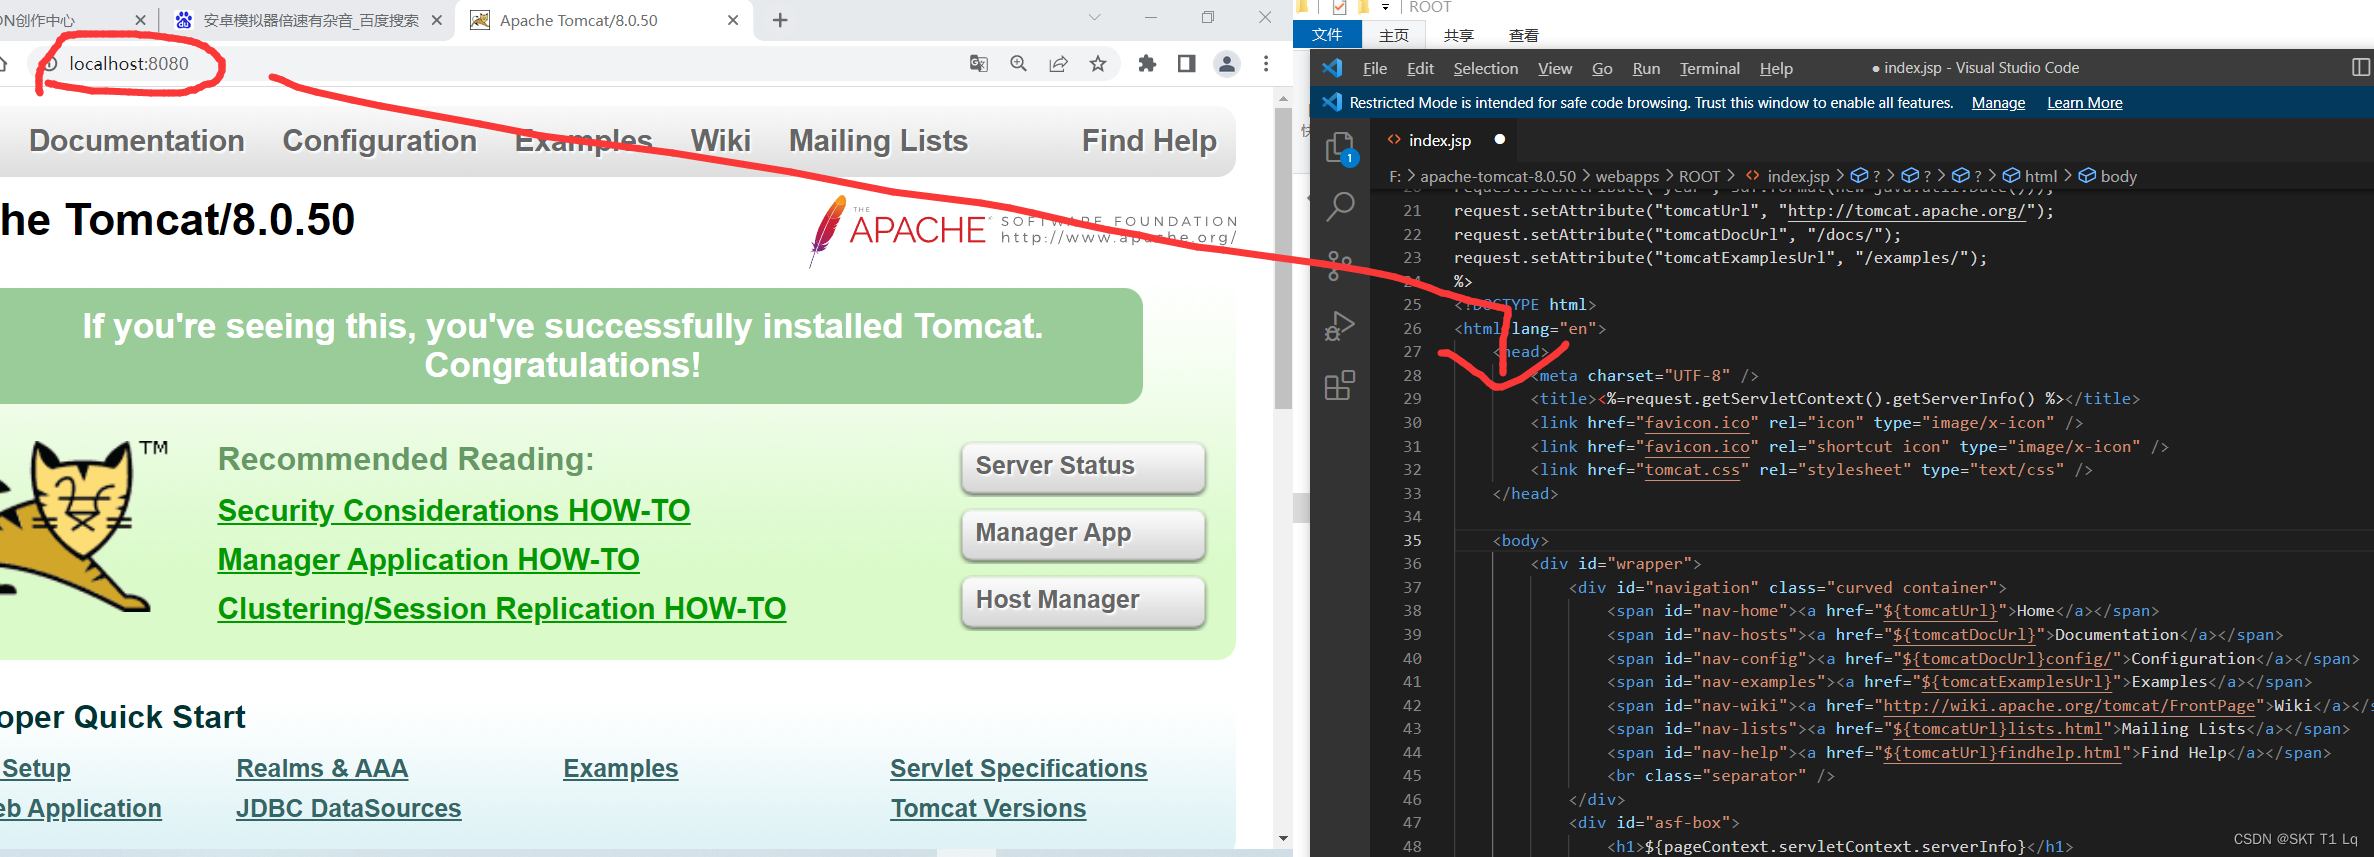 N创作中心
安卓模拟器倍速有杂音_百度搜索
Apache Tomcat/8.0.50
localhost:8080
Documentation
Configuration
Examples
Wiki
Mailing Lists
Find Help
he Tomcat/8.0.50
THE
APACHE
SOFTWARE FOUNDATION
http://www.apache.org/
If you're seeing this, you've successfully installed Tomcat.
Congratulations!
TM
Recommended Reading:
Security Considerations HOW-TO
Manager Application HOW-TO
Clustering/Session Replication HOW-TO
Server Status
Manager App
Host Manager
oper Quick Start
Setup
eb Application
Realms & AAA
JDBC DataSources
Examples
Servlet Specifications
Tomcat Versions
ROOT
文件
主页
共享
查看
File Edit Selection View Go Run Terminal Help
● index.jsp - Visual Studio Code
Restricted Mode is intended for safe code browsing. Trust this window to enable all features. Manage Learn More
1
index.jsp
F: > apache-tomcat-8.0.50 > webapps > ROOT > index.jsp > ? > ? > ? > html > body
20 request.setAttribute("year", sdf.format(new java.util.Date()));
21 request.setAttribute("tomcatUrl", "http://tomcat.apache.org/");
22 request.setAttribute("tomcatDocUrl", "/docs/");
23 request.setAttribute("tomcatExamplesUrl", "/examples/");
24 %>
25 <!DOCTYPE html>
26 <html lang="en">
27 <head>
28 <meta charset="UTF-8" />
29 <title><%=request.getServletContext().getServerInfo() %></title>
30 <link href="favicon.ico" rel="icon" type="image/x-icon" />
31 <link href="favicon.ico" rel="shortcut icon" type="image/x-icon" />
32 <link href="tomcat.css" rel="stylesheet" type="text/css" />
33 </head>
34
35 <body>
36 <div id="wrapper">
37 <div id="navigation" class="curved container">
38 <span id="nav-home"><a href="${tomcatUrl}">Home</a></span>
39 <span id="nav-hosts"><a href="${tomcatDocUrl}">Documentation</a></span>
40 <span id="nav-config"><a href="${tomcatDocUrl}config/">Configuration</a></span>
41 <span id="nav-examples"><a href="${tomcatExamplesUrl}">Examples</a></span>
42 <span id="nav-wiki"><a href="http://wiki.apache.org/tomcat/FrontPage">Wiki</a></s
43 <span id="nav-lists"><a href="${tomcatUrl}lists.html">Mailing Lists</a></span>
44 <span id="nav-help"><a href="${tomcatUrl}findhelp.html">Find Help</a></span>
45 <br class="separator" />
46 </div>
47 <div id="asf-box">
48 <h1>${pageContext.servletContext.serverInfo}</h1>
CSDN @SKT T1 Lq